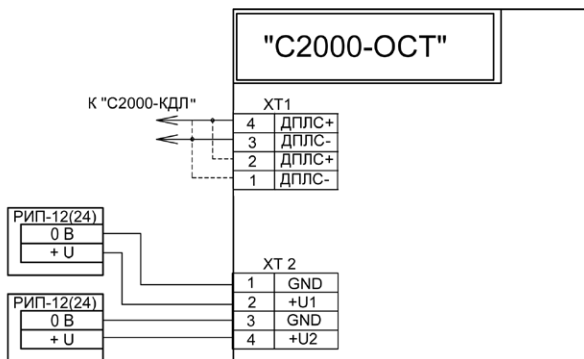 "С2000-ОСТ"
К "С2000-КДЛ"
XT1
4 ДПЛС+
3 ДПЛС-
2 ДПЛС+
1 ДПЛС-
РИП-12(24)
0 В
+ U
XT 2
1 GND
2 +U1
3 GND
4 +U2
РИП-12(24)
0 В
+ U